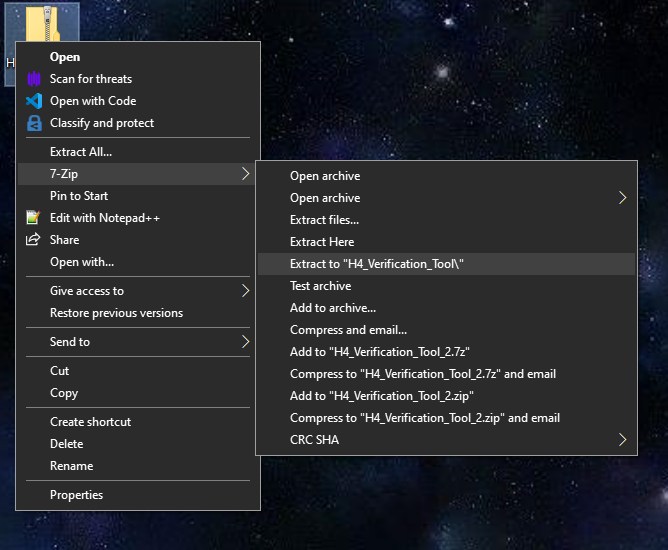 Open
Scan for threats
Open with Code
Classify and protect
Extract All...
7-Zip
Pin to Start
Edit with Notepad++
Share
Open with...
Give access to
Restore previous versions
Send to
Cut
Copy
Create shortcut
Delete
Rename
Properties
Open archive
Open archive
Extract files...
Extract Here
Extract to "H4_Verification_Tool\"
Test archive
Add to archive...
Compress and email...
Add to "H4_Verification_Tool_2.7z"
Compress to "H4_Verification_Tool_2.7z" and email
Add to "H4_Verification_Tool_2.zip"
Compress to "H4_Verification_Tool_2.zip" and email
CRC SHA